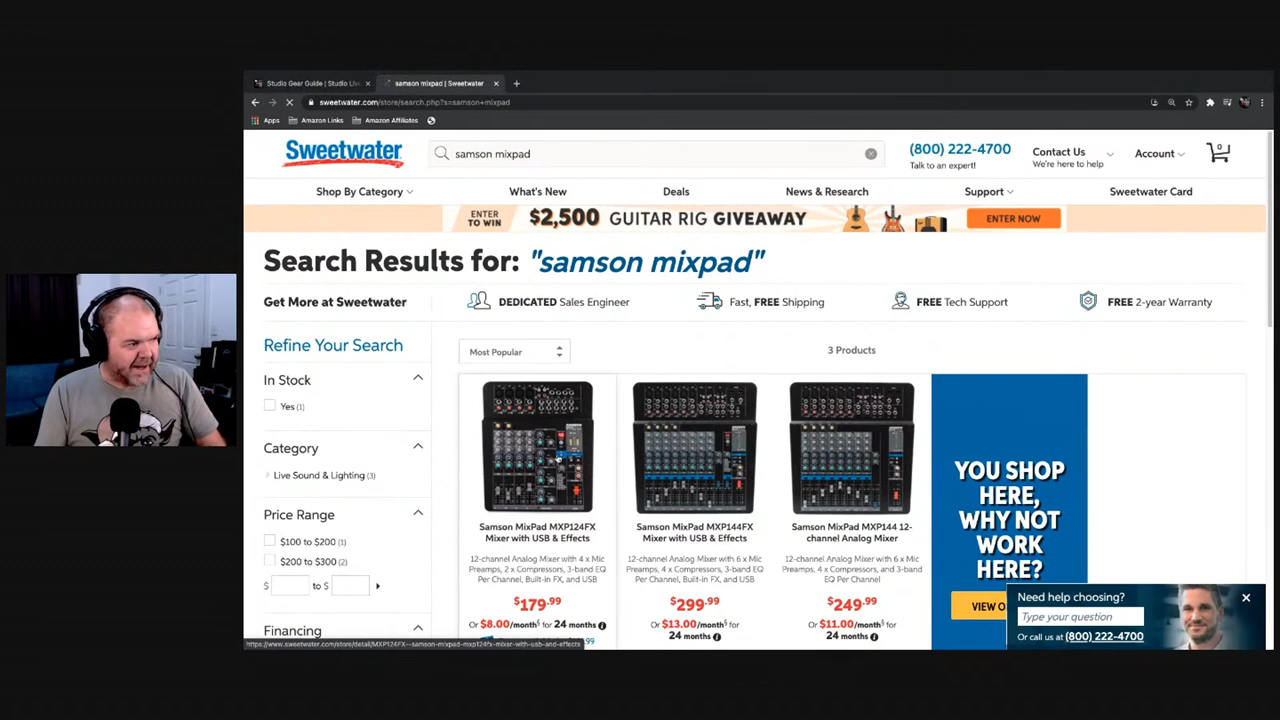 Studio Gear Guide | Studio Liv
samson mixpad | Sweetwater
sweetwater.com/store/search.php?s=samson+mixpad
Apps
Amazon Links
Amazon Affiliates
Sweetwater
samson mixpad
(800) 222-4700
Talk to an expert!
Contact Us
We're here to help
Account
0
Shop By Category
What's New
Deals
News & Research
Support
Sweetwater Card
ENTER TO WIN
$2,500 GUITAR RIG GIVEAWAY
ENTER NOW
Search Results for: "samson mixpad"
Get More at Sweetwater
DEDICATED Sales Engineer
Fast, FREE Shipping
FREE Tech Support
FREE 2-year Warranty
Refine Your Search
Most Popular
3 Products
In Stock
Yes (1)
Category
Live Sound & Lighting (3)
Price Range
$100 to $200 (1)
$200 to $300 (2)
$ to $
Financing
Samson MixPad MXP124FX
Mixer with USB & Effects
12-channel Analog Mixer with 4 x Mic
Preamps, 2 x Compressors, 3-band EQ
Per Channel, Built-in FX, and USB
$179.99
Or $8.00/month§ for 24 months
Samson MixPad MXP144FX
Mixer with USB & Effects
12-channel Analog Mixer with 6 x Mic
Preamps, 4 x Compressors, 3-band EQ
Per Channel, Built-in FX, and USB
$299.99
Or $13.00/month§ for
24 months
Samson MixPad MXP144 12-
channel Analog Mixer
12-channel Analog Mixer with 6 x Mic
Preamps, 4 x Compressors, and 3-band
EQ Per Channel
$249.99
Or $11.00/month§ for
24 months
YOU SHOP
HERE,
WHY NOT
WORK
HERE?
VIEW O
Need help choosing?
Type your question
Or call us at (800) 222-4700
https://www.sweetwater.com/store/detail/MXP124FX--samson-mixpad-mxp124fx-mixer-with-usb-and-effects